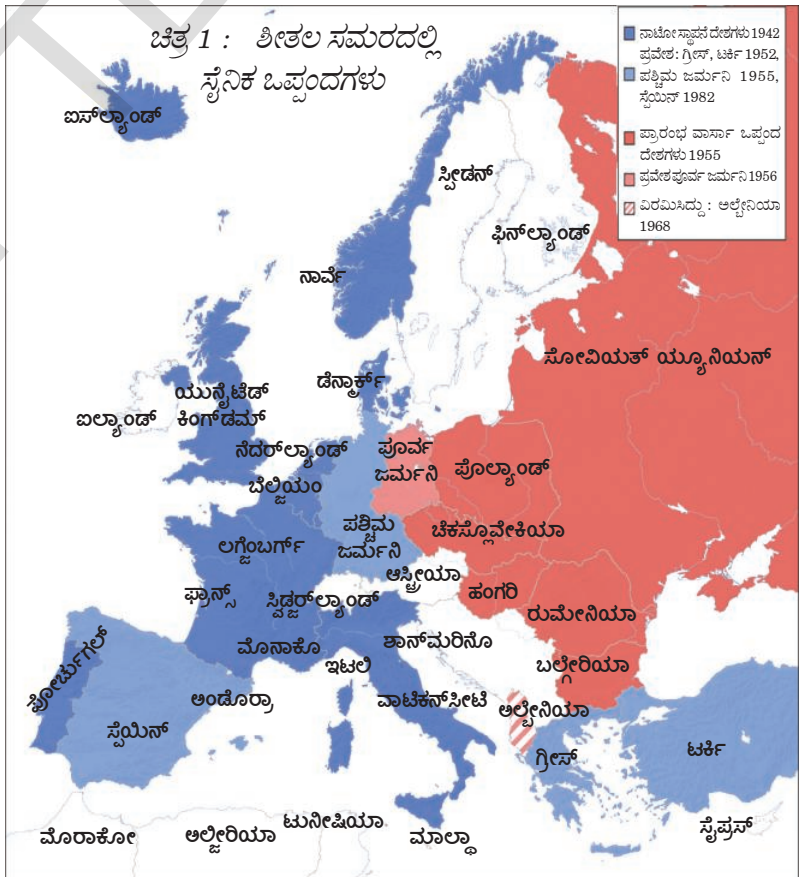 ಚಿತ್ರ 1 : ಶೀತಲ ಸಮರದಲ್ಲಿ
ಸೈನಿಕ ಒಪ್ಪಂದಗಳು
ನಾಟೋ ಸ್ಥಾಪನೆ ದೇಶಗಳು 1942
ಪ್ರವೇಶ: ಗ್ರೀಸ್, ಟರ್ಕಿ 1952,
ಪಶ್ಚಿಮ ಜರ್ಮನಿ 1955,
ಸ್ಪೆಯಿನ್ 1982
ಪ್ರಾರಂಭ ವಾರ್ಸಾ ಒಪ್ಪಂದ
ದೇಶಗಳು 1955
ಪ್ರವೇಶ ಪೂರ್ವ ಜರ್ಮನಿ 1956
ವಿರಮಿಸಿದ್ದು : ಅಲ್ಬೇನಿಯಾ
1968
ಐಸ್‌ಲ್ಯಾಂಡ್
ಸ್ವೀಡನ್
ಫಿನ್‌ಲ್ಯಾಂಡ್
ನಾರ್ವೆ
ಸೋವಿಯತ್ ಯ್ಯೂನಿಯನ್
ಡೆನ್ಮಾರ್ಕ್
ಯುನೈಟೆಡ್
ಕಿಂಗ್‌ಡಮ್
ಐಲ್ಯಾಂಡ್
ನೆದರ್‌ಲ್ಯಾಂಡ್
ಪೂರ್ವ
ಜರ್ಮನಿ
ಪೊಲ್ಯಾಂಡ್
ಬೆಲ್ಜಿಯಂ
ಪಶ್ಚಿಮ
ಜರ್ಮನಿ
ಚೆಕಸ್ಲೊವೇಕಿಯಾ
ಲಗ್ಜೆಂಬರ್ಗ್
ಆಸ್ಟ್ರೀಯಾ
ಹಂಗರಿ
ಫ್ರಾನ್ಸ್
ಸ್ವಿಡ್ಜರ್‌ಲ್ಯಾಂಡ್
ರುಮೇನಿಯಾ
ಮೊನಾಕೊ
ಶಾನ್‌ಮರಿನೊ
ಇಟಲಿ
ಬಲ್ಗೇರಿಯಾ
ಪೋರ್ಚುಗಲ್
ಅಂಡೊರ್ರಾ
ವಾಟಿಕನ್‌ಸೀಟಿ
ಅಲ್ಬೇನಿಯಾ
ಸ್ಪೆಯಿನ್
ಗ್ರೀಸ್
ಟರ್ಕಿ
ಮೊರಾಕೋ
ಅಲ್ಜೀರಿಯಾ
ಟುನೀಷಿಯಾ
ಮಾಲ್ಥಾ
ಸೈಪ್ರಸ್